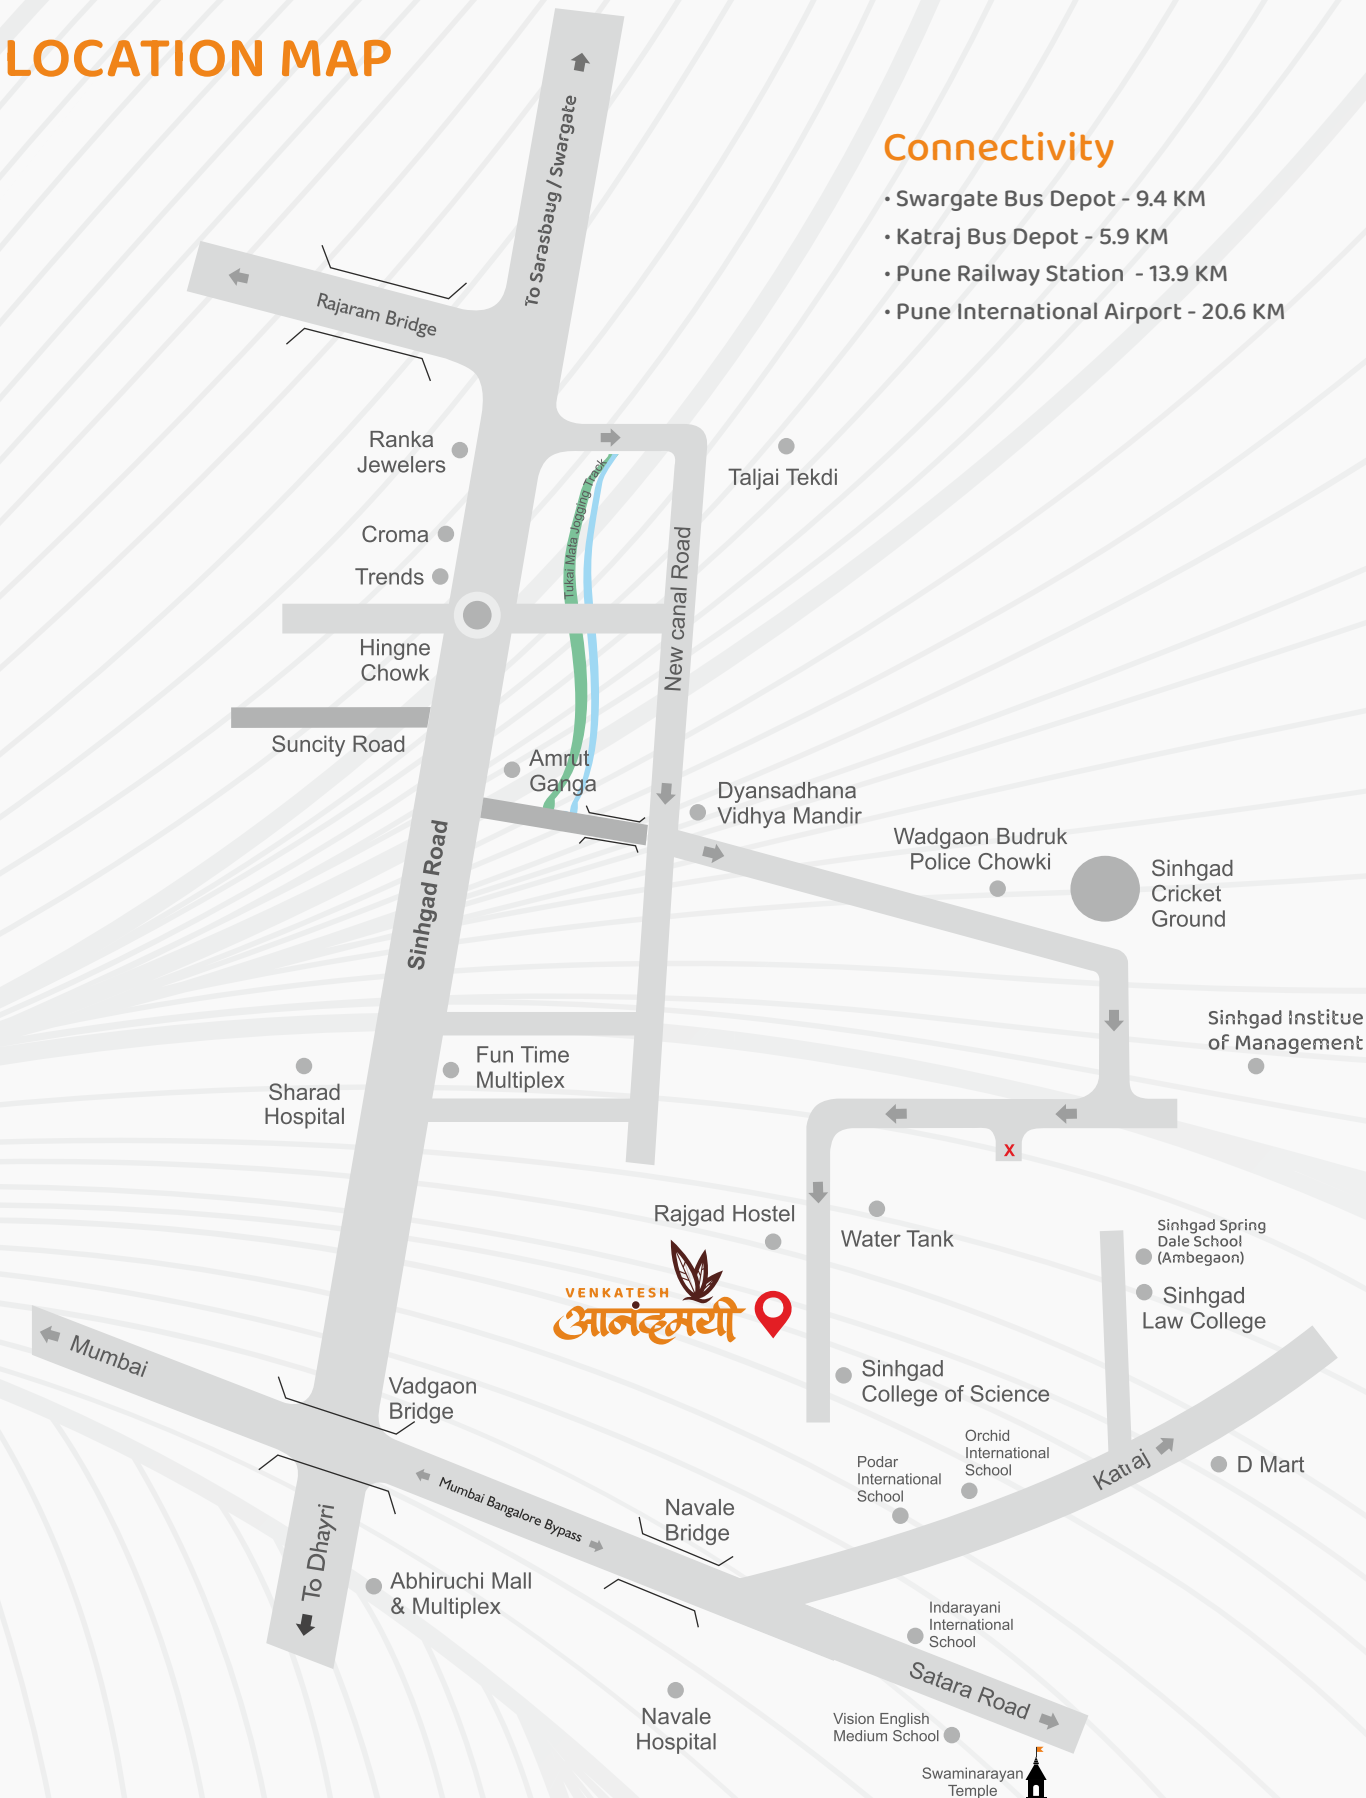 LOCATION MAP
Connectivity
• Swargate Bus Depot - 9.4 KM
• Katraj Bus Depot - 5.9 KM
• Pune Railway Station - 13.9 KM
• Pune International Airport - 20.6 KM
To Sarasbaug / Swargate
Rajaram Bridge
Ranka
Jewelers
Taljai Tekdi
Tukai Mata Jogging Track
Croma
Trends
New canal Road
Hingne
Chowk
Suncity Road
Amrut
Ganga
Dyansadhana
Vidhya Mandir
Wadgaon Budruk
Police Chowki
Sinhgad
Cricket
Ground
Sinhgad Road
Sinhgad Institue
of Management
Fun Time
Multiplex
Sharad
Hospital
X
Rajgad Hostel
Water Tank
Sinhgad Spring
Dale School
(Ambegaon)
Sinhgad
Law College
VENKATESH
आनंदमयी
Mumbai
Sinhgad
College of Science
Vadgaon
Bridge
Orchid
International
School
Podar
International
School
Katraj
D Mart
Mumbai Bangalore Bypass
Navale
Bridge
To Dhayri
Abhiruchi Mall
& Multiplex
Indarayani
International
School
Satara Road
Navale
Hospital
Vision English
Medium School
Swaminarayan
Temple